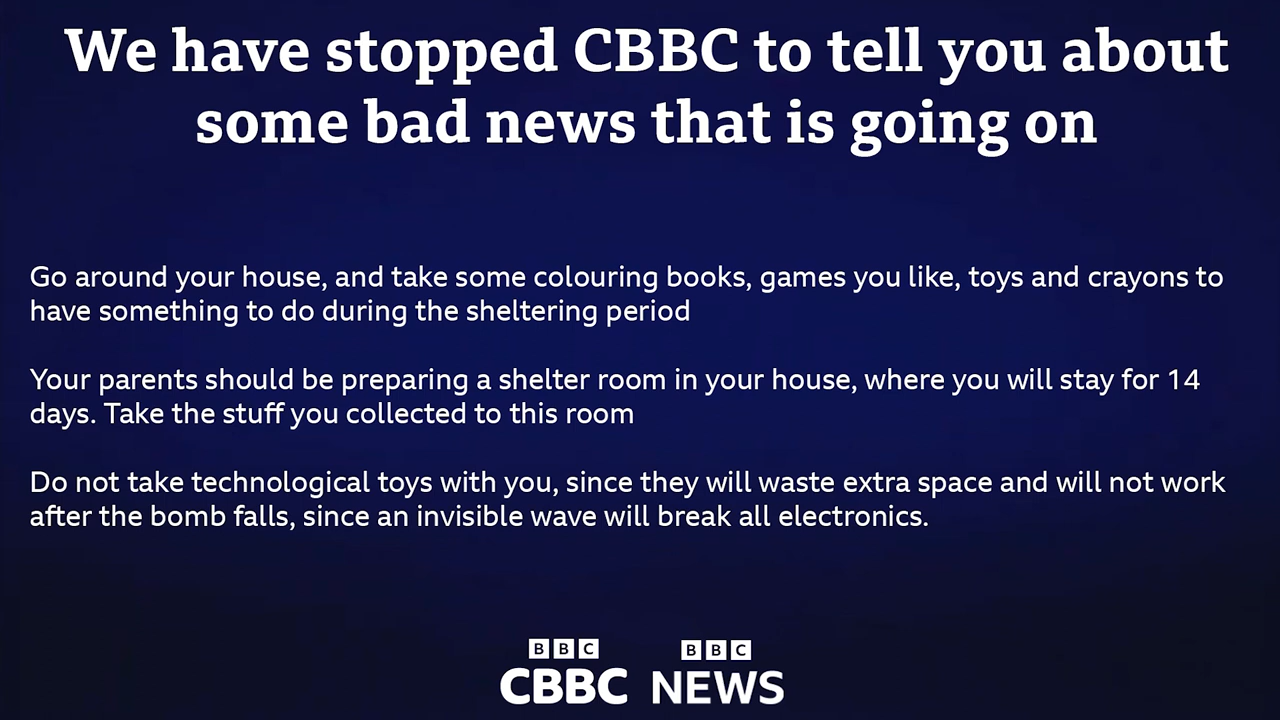 We have stopped CBBC to tell you about
some bad news that is going on
Go around your house, and take some colouring books, games you like, toys and crayons to
have something to do during the sheltering period
Your parents should be preparing a shelter room in your house, where you will stay for 14
days. Take the stuff you collected to this room
Do not take technological toys with you, since they will waste extra space and will not work
after the bomb falls, since an invisible wave will break all electronics.
BBC BBC
CBBC NEWS